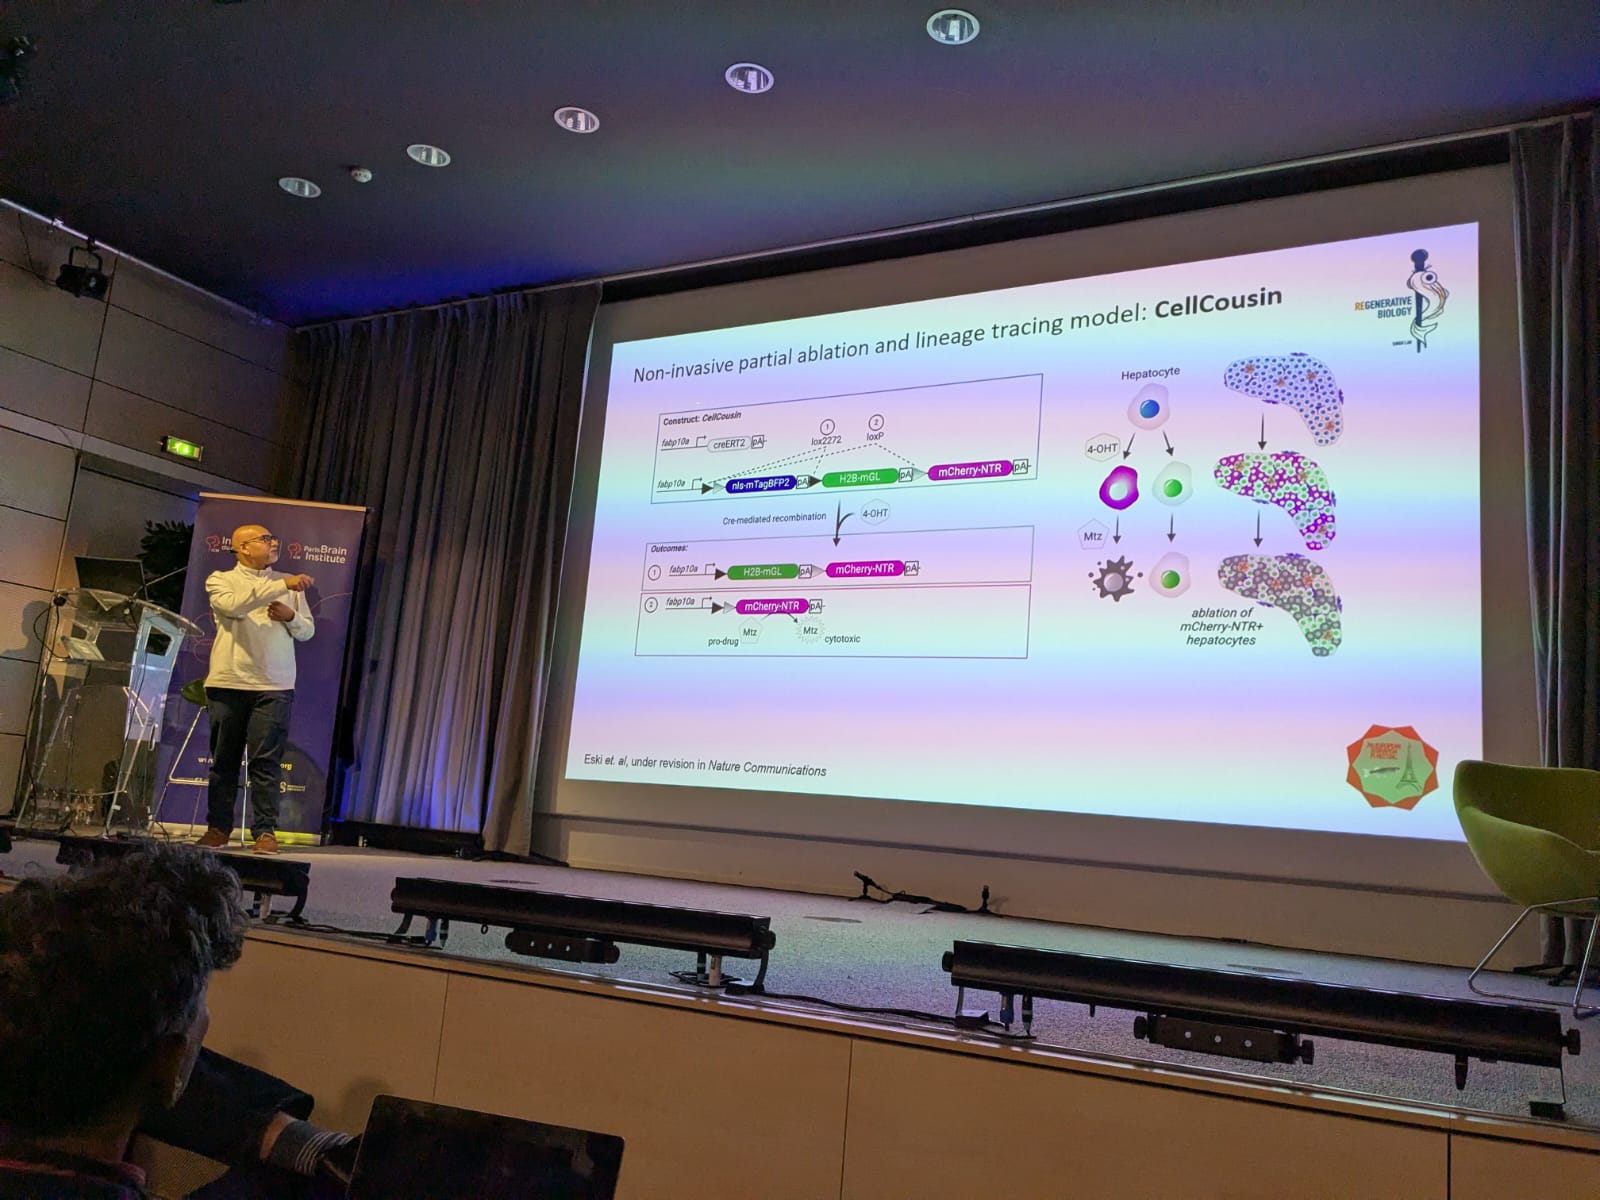 Non-invasive partial ablation and lineage tracing model: CellCousin
REGENERATIVE
BIOLOGY
Construct: CellCousin
1
2
lox2272
loxP
fabp10a
creERT2
pA
fabp10a
nls-mTagBFP2
pA
H2B-mGL
pA
mCherry-NTR
pA
Cre-mediated recombination
4-OHT
Outcomes:
1
fabp10a
H2B-mGL
pA
mCherry-NTR
pA
2
fabp10a
mCherry-NTR
pA
pro-drug
Mtz
Mtz
cytotoxic
Hepatocyte
4-OHT
Mtz
ablation of
mCherry-NTR+
hepatocytes
Eski et. al, under revision in Nature Communications
Paris Brain
Institute